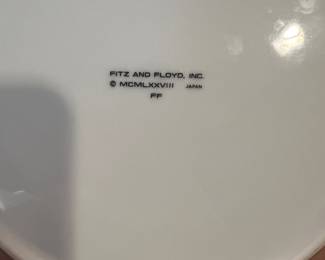 FITZ AND FLOYD, INC.
© MCMLXXVIII JAPAN
FF